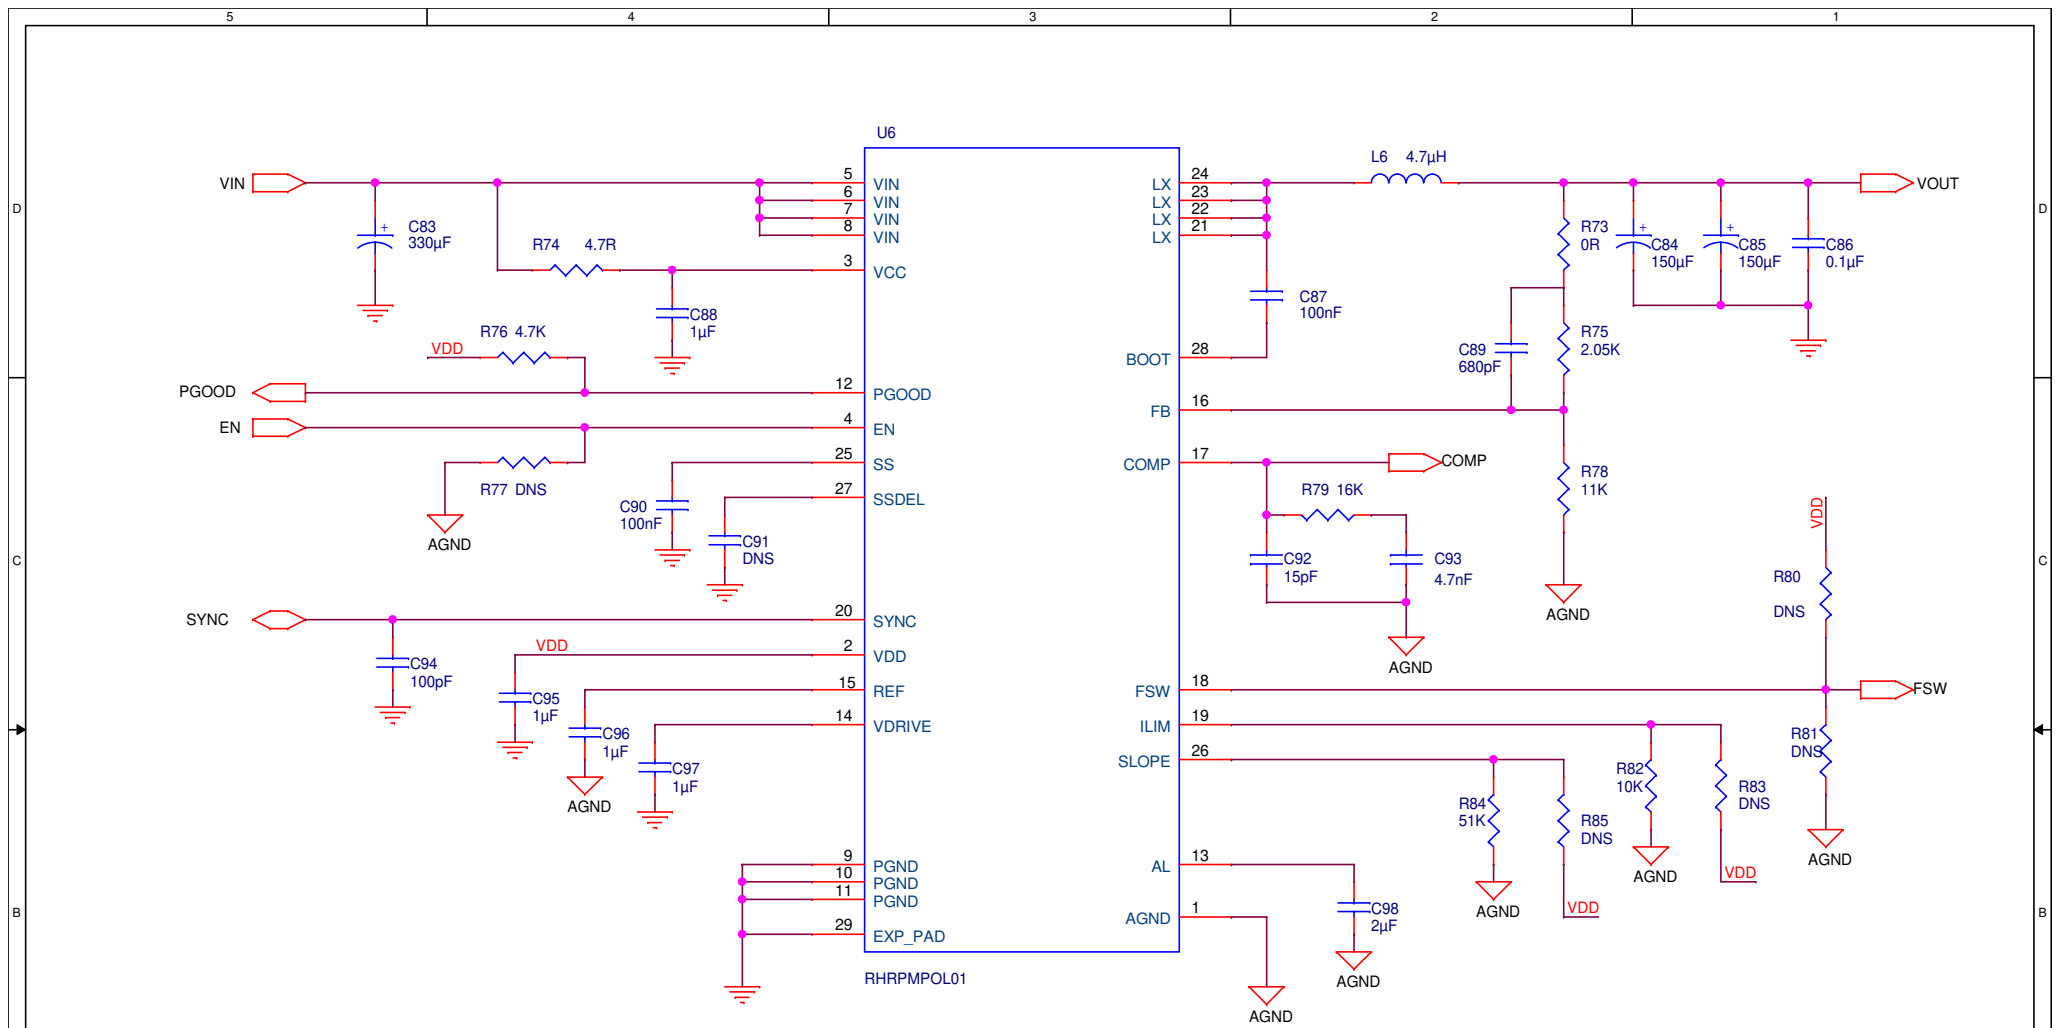 5 4 3 2 1
D
D
C
C
B
B
U6
VIN
C83
330µF
R74 4.7R
C88
1µF
R76 4.7K
VDD
PGOOD
EN
R77 DNS
AGND
C90
100nF
C91
DNS
SYNC
C94
100pF
VDD
C95
1µF
C96
1µF
AGND
C97
1µF
5 VIN
6 VIN
7 VIN
8 VIN
3 VCC
12 PGOOD
4 EN
25 SS
27 SSDEL
20 SYNC
2 VDD
15 REF
14 VDRIVE
9 PGND
10 PGND
11 PGND
29 EXP_PAD
RHRPMPOL01
LX 24
LX 23
LX 22
LX 21
BOOT 28
FB 16
COMP 17
FSW 18
ILIM 19
SLOPE 26
AL 13
AGND 1
L6 4.7µH
VOUT
R73
0R
C84
150µF
C85
150µF
C86
0.1µF
C87
100nF
C89
680pF
R75
2.05K
COMP
R79 16K
R78
11K
C92
15pF
C93
4.7nF
AGND
AGND
VDD
R80
DNS
FSW
R81
DNS
AGND
R82
10K
AGND
R83
DNS
VDD
R84
51K
AGND
R85
DNS
VDD
C98
2µF
AGND
AGND